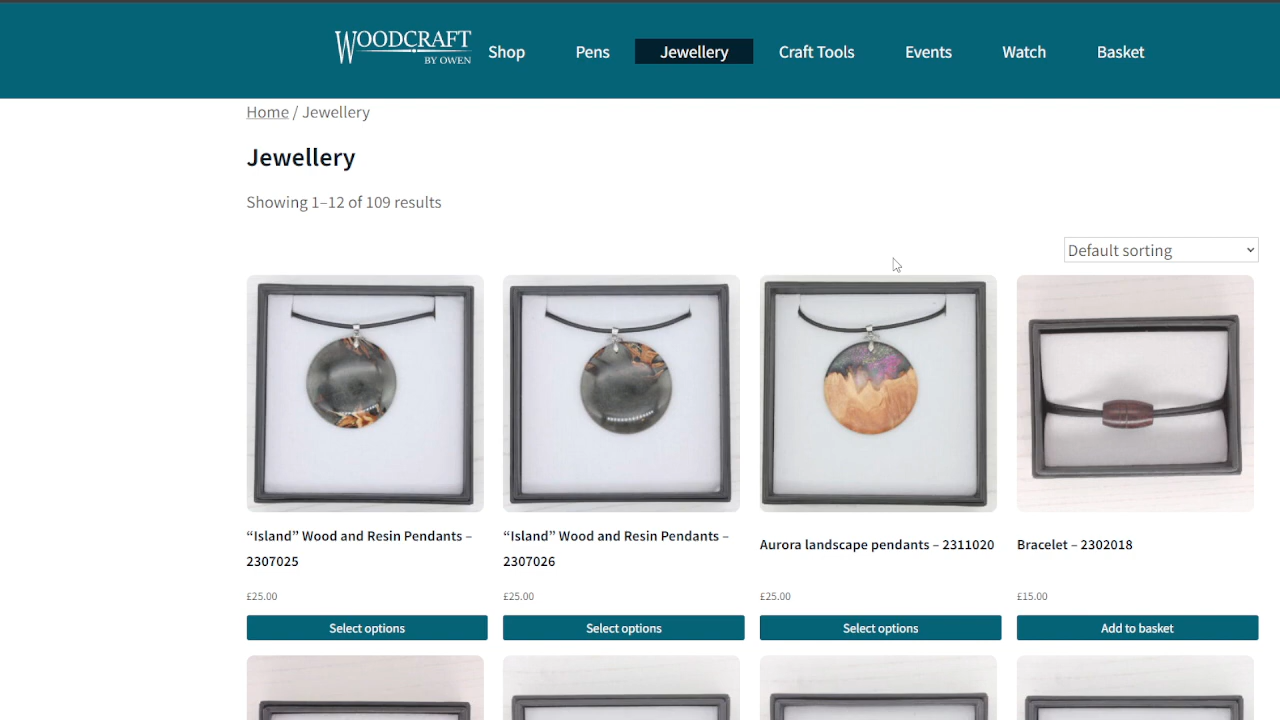 WOODCRAFT
BY OWEN
Shop Pens Jewellery Craft Tools Events Watch Basket
Home / Jewellery
Jewellery
Showing 1–12 of 109 results
Default sorting
“Island” Wood and Resin Pendants –
2307025
“Island” Wood and Resin Pendants –
2307026
Aurora landscape pendants – 2311020
Bracelet – 2302018
£25.00
£25.00
£25.00
£15.00
Select options
Select options
Select options
Add to basket